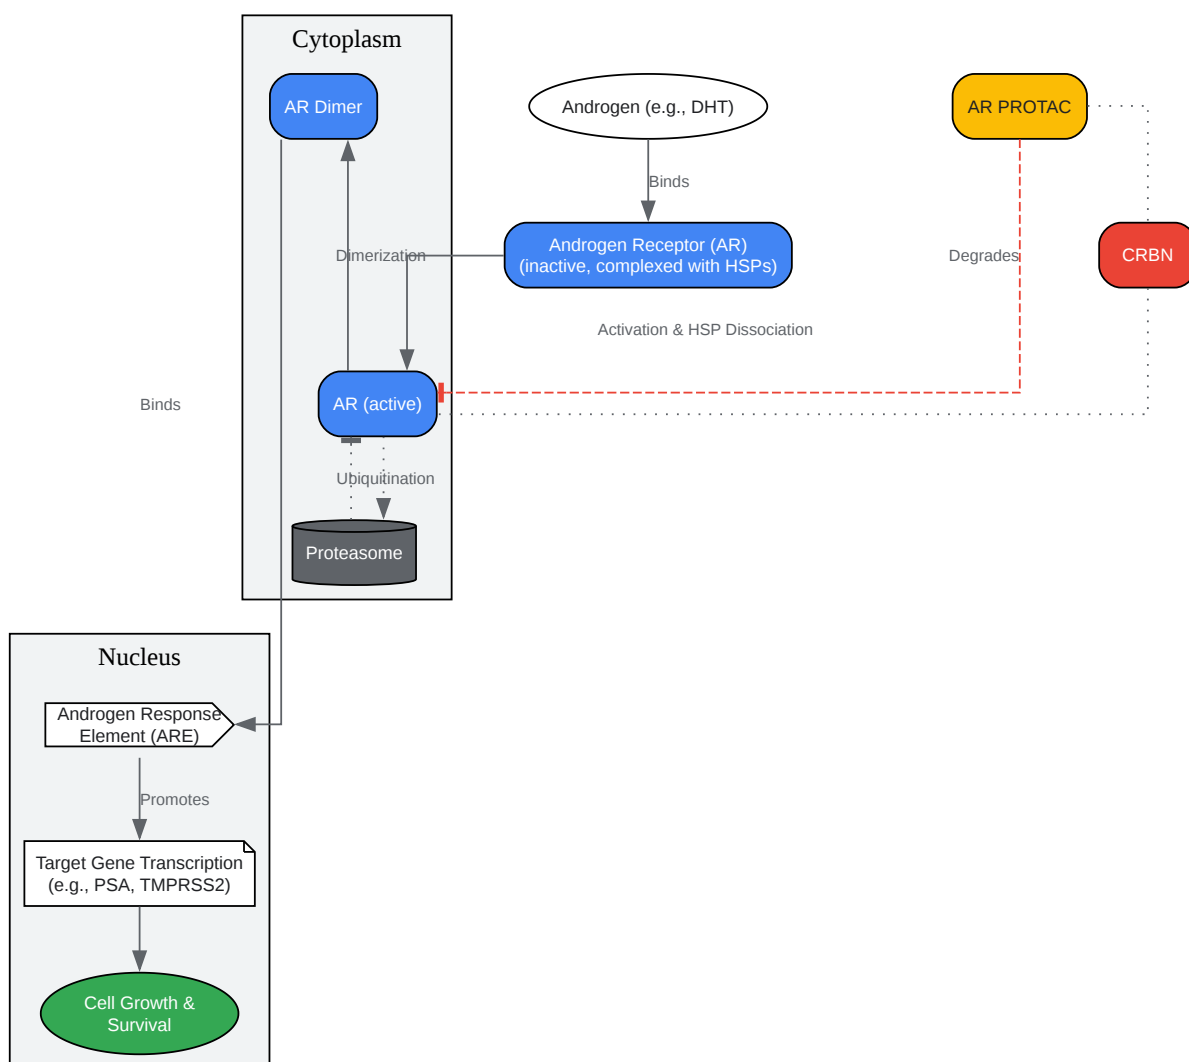 Cytoplasm
AR Dimer
Androgen (e.g., DHT)
AR PROTAC
Binds
Androgen Receptor (AR)
(inactive, complexed with HSPs)
Dimerization
Degrades
CRBN
Activation & HSP Dissociation
AR (active)
Binds
Ubiquitination
Proteasome
Nucleus
Androgen Response
Element (ARE)
Promotes
Target Gene Transcription
(e.g., PSA, TMPRSS2)
Cell Growth &
Survival